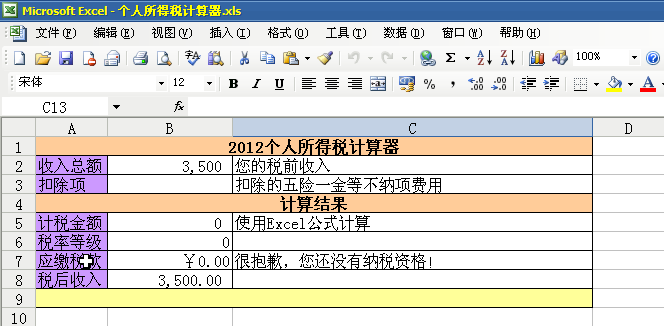 Microsoft Excel - 个人所得税计算器.xls
文件(F) 编辑(E) 视图(V) 插入(I) 格式(O) 工具(T) 数据(D) 窗口(W) 帮助(H)
Σ 100%
宋体 12 B I U % ,
C13 fx
A B C D
1 2012个人所得税计算器
2 收入总额 3,500 您的税前收入
3 扣除项 扣除的五险一金等不纳项费用
4 计算结果
5 计税金额 0 使用Excel公式计算
6 税率等级 0
7 应缴税款 ￥0.00 很抱歉，您还没有纳税资格！
8 税后收入 3,500.00
9
10